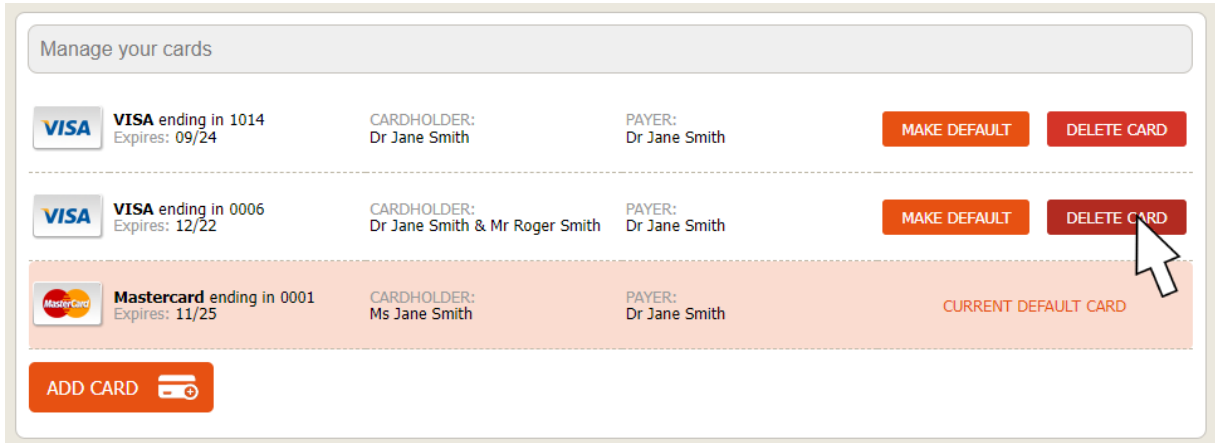 Manage your cards
VISA VISA ending in 1014 CARDHOLDER: PAYER: MAKE DEFAULT DELETE CARD
Expires: 09/24 Dr Jane Smith Dr Jane Smith
VISA VISA ending in 0006 CARDHOLDER: PAYER: MAKE DEFAULT DELETE CARD
Expires: 12/22 Dr Jane Smith & Mr Roger Smith Dr Jane Smith
MasterCard Mastercard ending in 0001 CARDHOLDER: PAYER: CURRENT DEFAULT CARD
Expires: 11/25 Ms Jane Smith Dr Jane Smith
ADD CARD